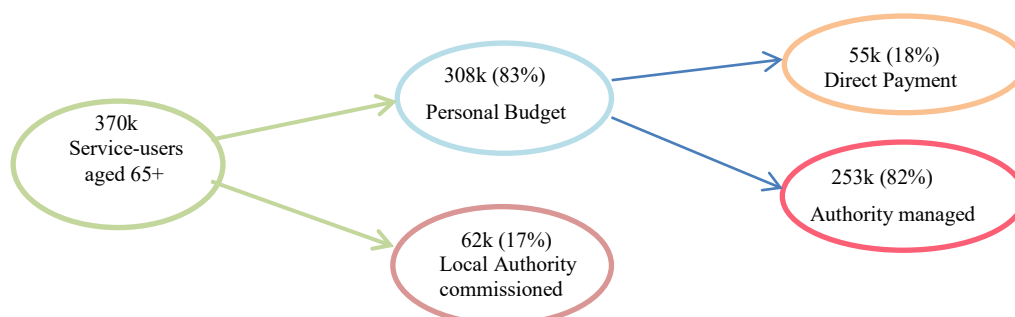 370k
Service-users
aged 65+
308k (83%)
Personal Budget
62k (17%)
Local Authority
commissioned
55k (18%)
Direct Payment
253k (82%)
Authority managed